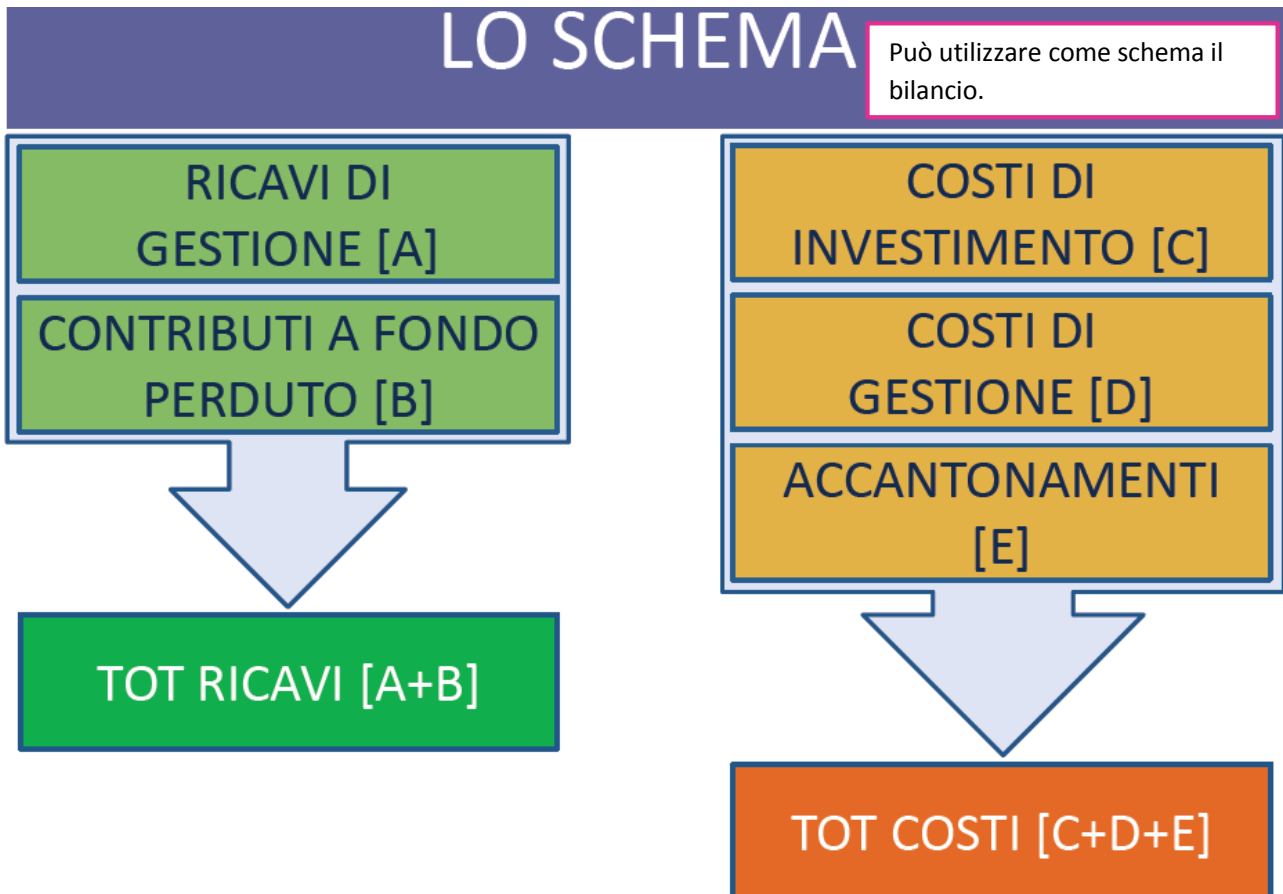 LO SCHEMA
Può utilizzare come schema il
bilancio.
RICAVI DI
GESTIONE [A]
CONTRIBUTI A FONDO
PERDUTO [B]
TOT RICAVI [A+B]
COSTI DI
INVESTIMENTO [C]
COSTI DI
GESTIONE [D]
ACCANTONAMENTI
[E]
TOT COSTI [C+D+E]